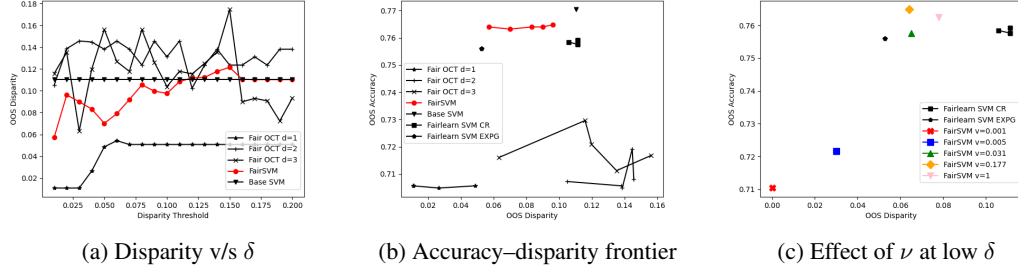 0.18
0.16
0.14
0.12
0.10
0.08
0.06
0.04
0.02
OOS Disparity
0.025 0.050 0.075 0.100 0.125 0.150 0.175 0.200
Disparity Threshold
Fair OCT d=1
Fair OCT d=2
Fair OCT d=3
FairSVM
Base SVM
(a) Disparity v/s δ
0.77
0.76
0.75
0.74
0.73
0.72
0.71
OOS Accuracy
0.02 0.04 0.06 0.08 0.10 0.12 0.14 0.16
OOS Disparity
Fair OCT d=1
Fair OCT d=2
Fair OCT d=3
FairSVM
Base SVM
Fairlearn SVM CR
Fairlearn SVM EXPG
(b) Accuracy–disparity frontier
0.76
0.75
0.74
0.73
0.72
0.71
OOS Accuracy
0.00 0.02 0.04 0.06 0.08 0.10
OOS Disparity
Fairlearn SVM CR
Fairlearn SVM EXPG
FairSVM v=0.001
FairSVM v=0.005
FairSVM v=0.031
FairSVM v=0.177
FairSVM v=1
(c) Effect of ν at low δ